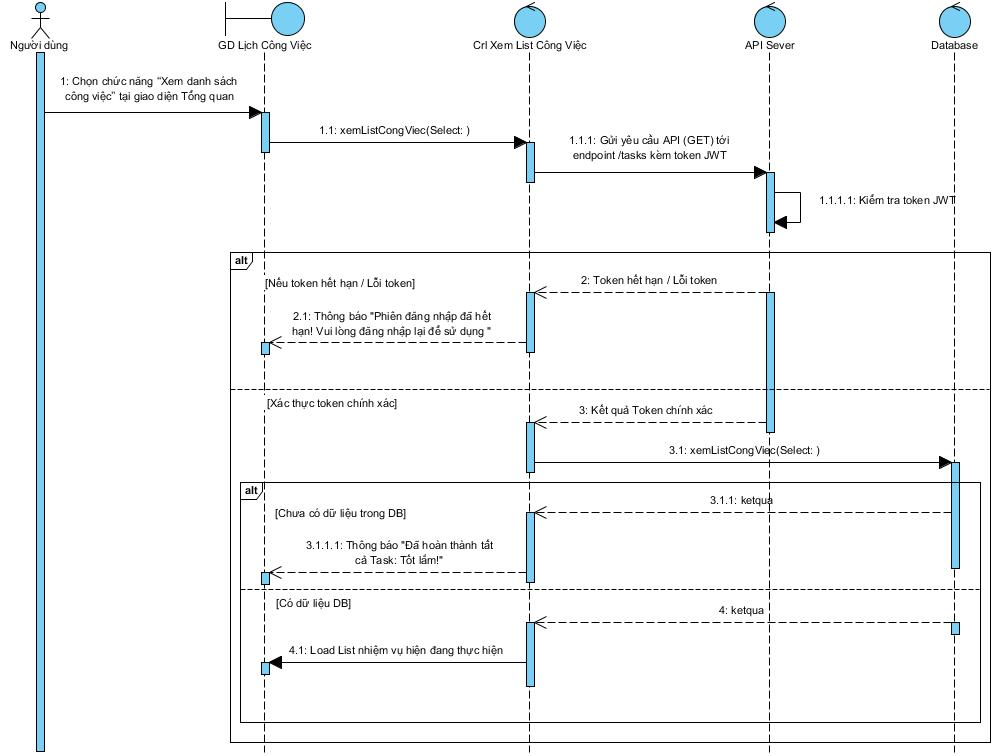 Người dùng
GD Lịch Công Việc
Crl Xem List Công Việc
API Sever
Database
1: Chọn chức năng "Xem danh sách
công việc" tại giao diện Tổng quan
1.1: xemListCongViec(Select: )
1.1.1: Gửi yêu cầu API (GET) tới
endpoint /tasks kèm token JWT
1.1.1.1: Kiểm tra token JWT
alt
[Nếu token hết hạn / Lỗi token]
2: Token hết hạn / Lỗi token
2.1: Thông báo "Phiên đăng nhập đã hết
hạn! Vui lòng đăng nhập lại để sử dụng "
[Xác thực token chính xác]
3: Kết quả Token chính xác
3.1: xemListCongViec(Select: )
alt
3.1.1: ketqua
[Chưa có dữ liệu trong DB]
3.1.1.1: Thông báo "Đã hoàn thành tất
cả Task: Tốt lắm!"
[Có dữ liệu DB]
4: ketqua
4.1: Load List nhiệm vụ hiện đang thực hiện